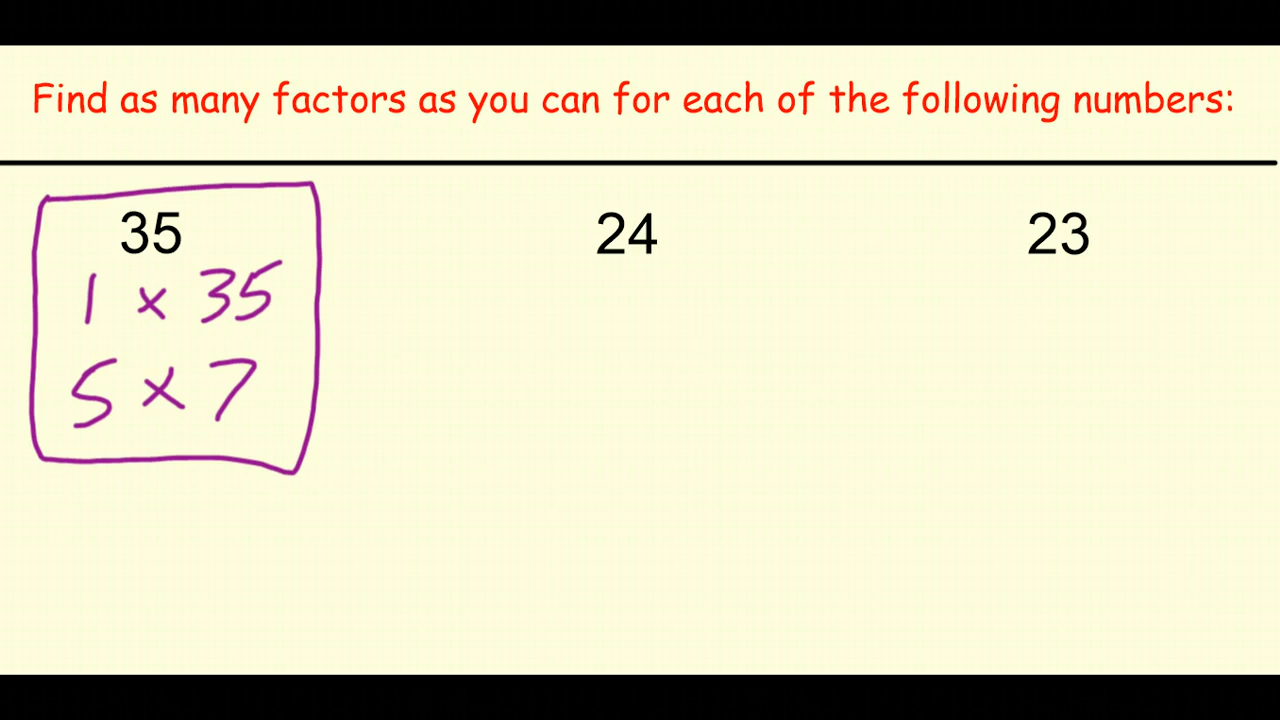 Find as many factors as you can for each of the following numbers:
35 24 23
1 x 35
5 x 7